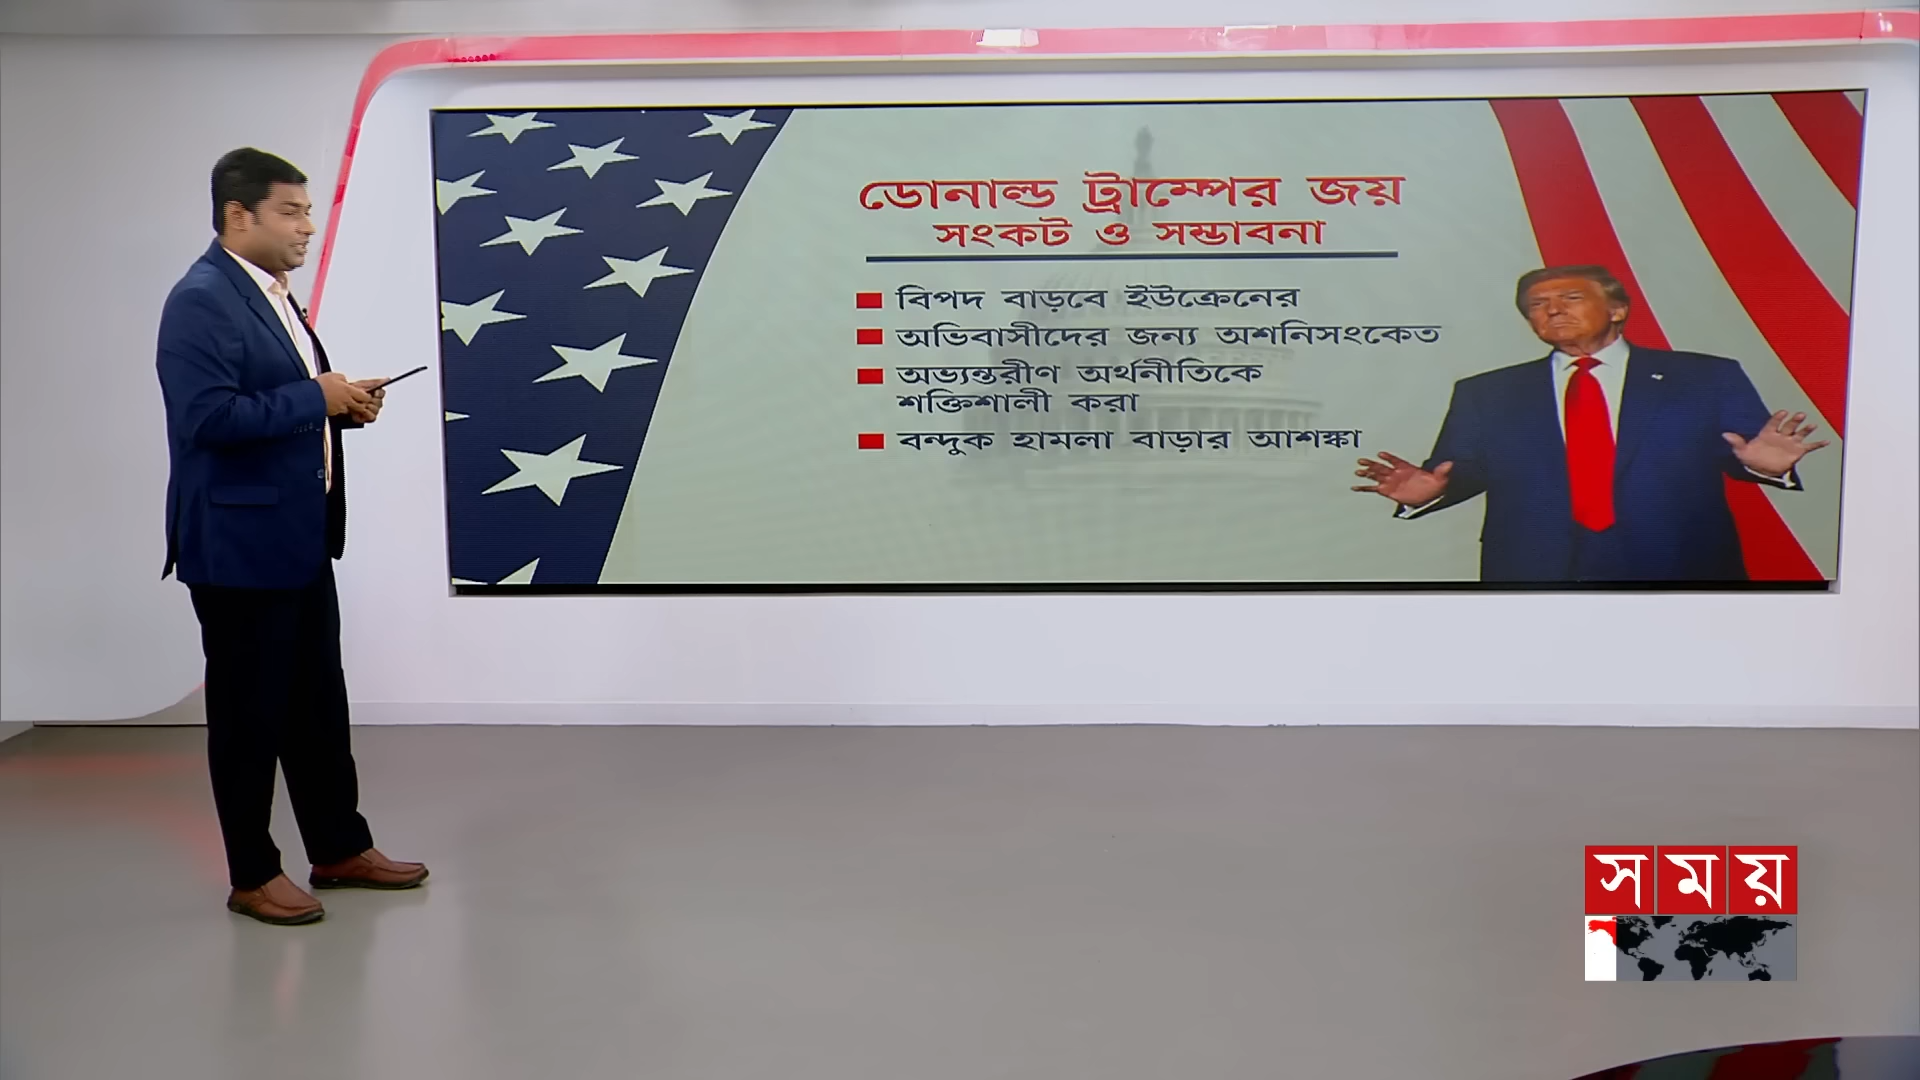 ডোনাল্ড ট্রাম্পের জয়
সংকট ও সম্ভাবনা
বিপদ বাড়বে ইউক্রেনের
অভিবাসীদের জন্য অশনিসংকেত
অভ্যন্তরীণ অর্থনীতিকে
শক্তিশালী করা
বন্দুক হামলা বাড়ার আশঙ্কা
সময়